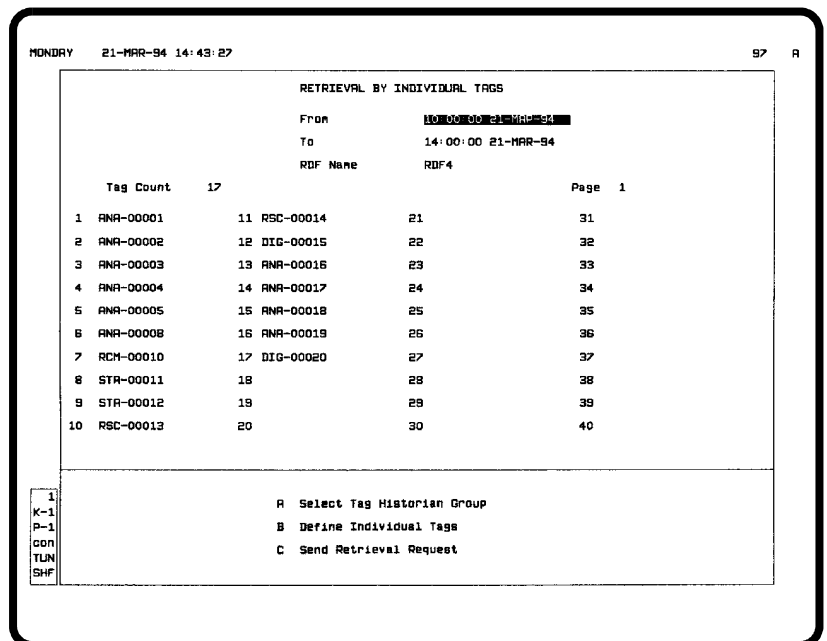 MONDAY 21-MAR-94 14:43:27 97 A
RETRIEVAL BY INDIVIDUAL TAGS
From 10:00:00 21-MAR-94
To 14:00:00 21-MAR-94
RDF Name RDF4
Tag Count 17 Page 1
1 ANA-00001 11 RSC-00014 21 31
2 ANA-00002 12 DIG-00015 22 32
3 ANA-00003 13 ANA-00016 23 33
4 ANA-00004 14 ANA-00017 24 34
5 ANA-00005 15 ANA-00018 25 35
6 ANA-00008 16 ANA-00019 26 36
7 RCM-00010 17 DIG-00020 27 37
8 STA-00011 18 28 38
9 STA-00012 19 29 39
10 RSC-00013 20 30 40
A Select Tag Historian Group
B Define Individual Tags
C Send Retrieval Request
1
K-1
P-1
con
TUN
SHF